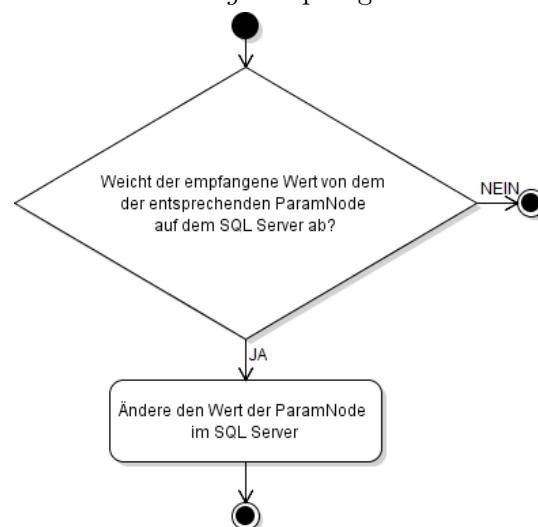 Weicht der empfangene Wert von dem
der entsprechenden ParamNode
auf dem SQL Server ab?
NEIN
JA
Ändere den Wert der ParamNode
im SQL Server